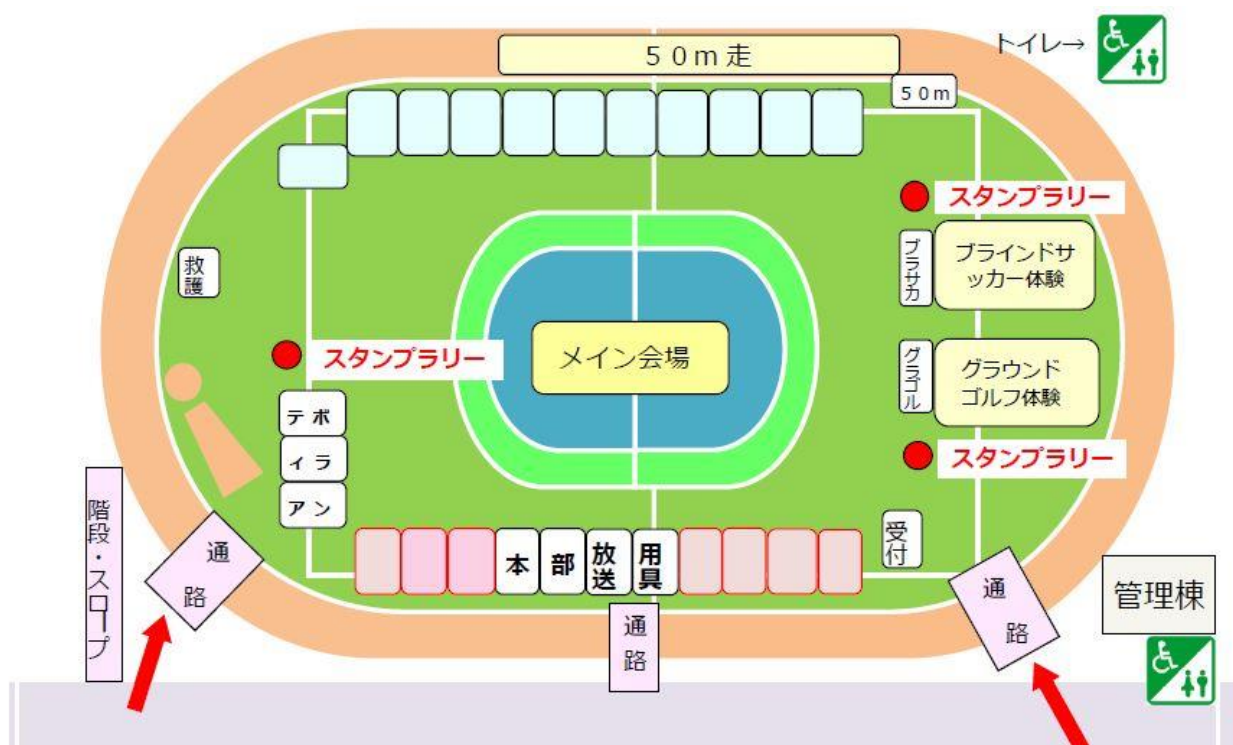 50m走
トイレ→
50m
スタンプラリー
ブラサカ
ブラインドサ
ッカー体験
救護
スタンプラリー
メイン会場
グラゴル
グラウンド
ゴルフ体験
スタンプラリー
ボラン
ティア
階段・スロープ
通路
本部
放送
用具
受付
通路
通路
管理棟